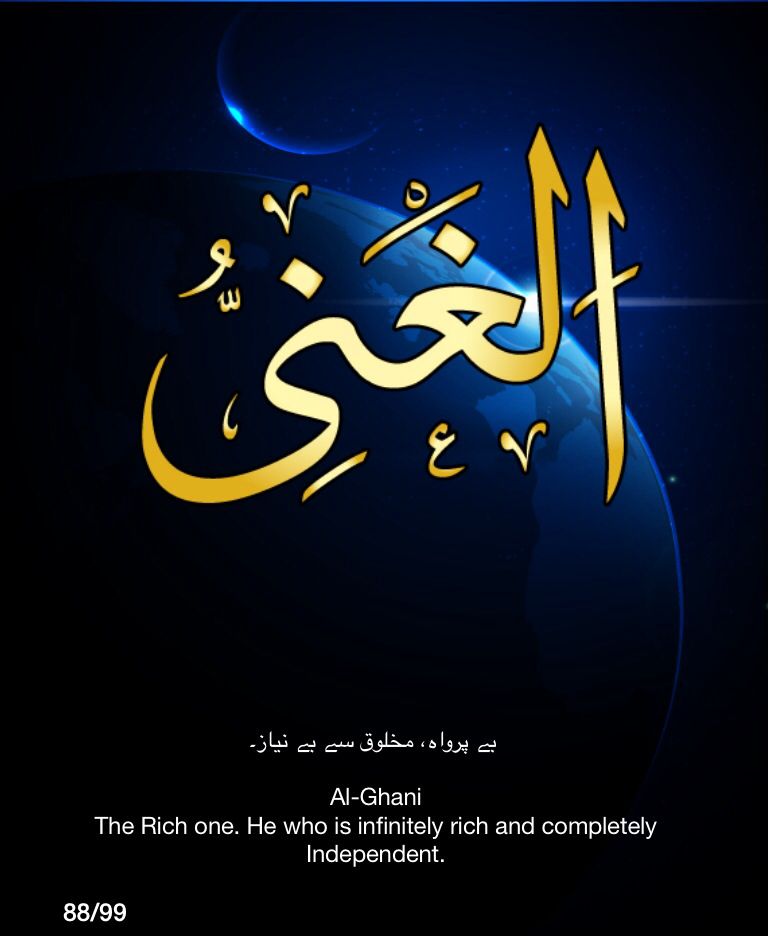 الْغَنِيُّ
بے پرواہ، مخلوق سے بے نیاز۔
Al-Ghani
The Rich one. He who is infinitely rich and completely
Independent.
88/99